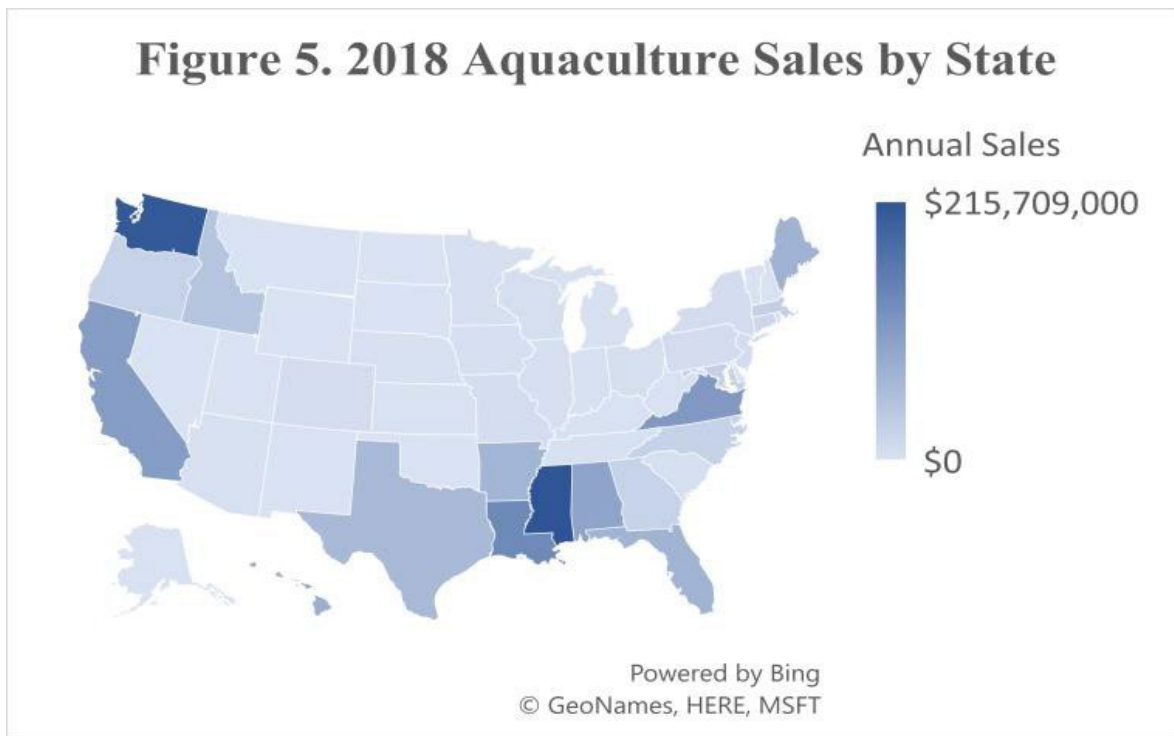 Figure 5. 2018 Aquaculture Sales by State
Annual Sales
$215,709,000
$0
Powered by Bing
© GeoNames, HERE, MSFT